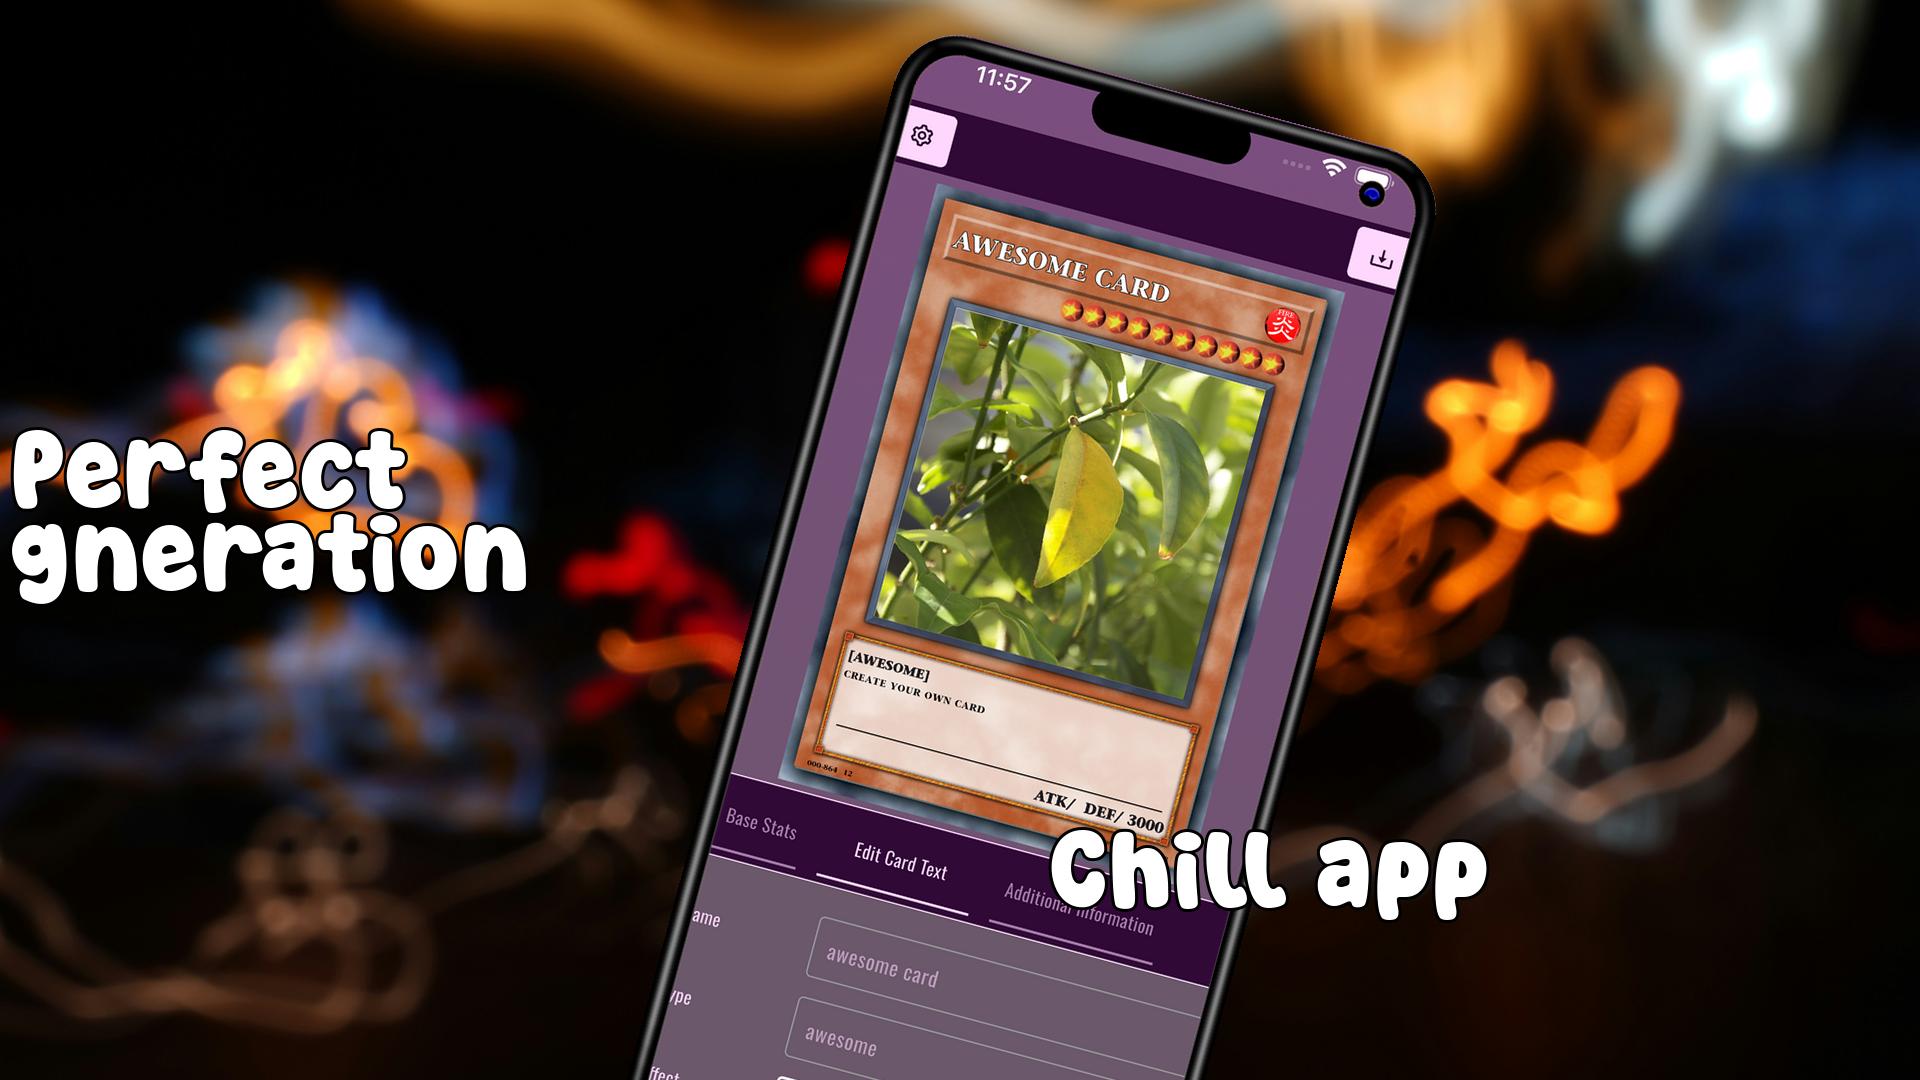 11:57
AWESOME CARD
FIRE
炎
Perfect
gneration
[AWESOME]
CREATE YOUR OWN CARD
000-864 12
ATK/ DEF/ 3000
Base Stats
Edit Card Text
Additional Information
Chill app
ame
awesome card
ype
awesome
ffect